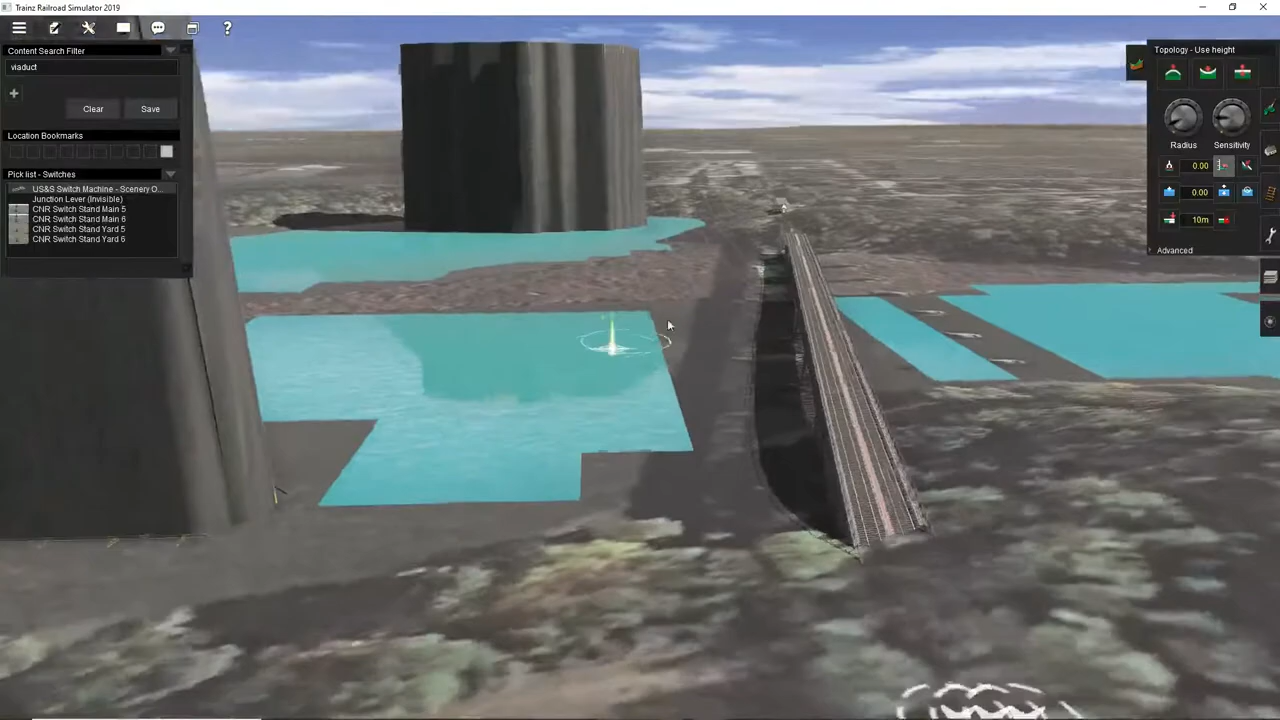 Trainz Railroad Simulator 2019
Content Search Filter
viaduct
Clear Save
Location Bookmarks
Pick list - Switches
US&S Switch Machine - Scenery O...
Junction Lever (Invisible)
CNR Switch Stand Main 5
CNR Switch Stand Main 6
CNR Switch Stand Yard 5
CNR Switch Stand Yard 6
Topology - Use height
Radius Sensitivity
0.00
0.00
10m
Advanced